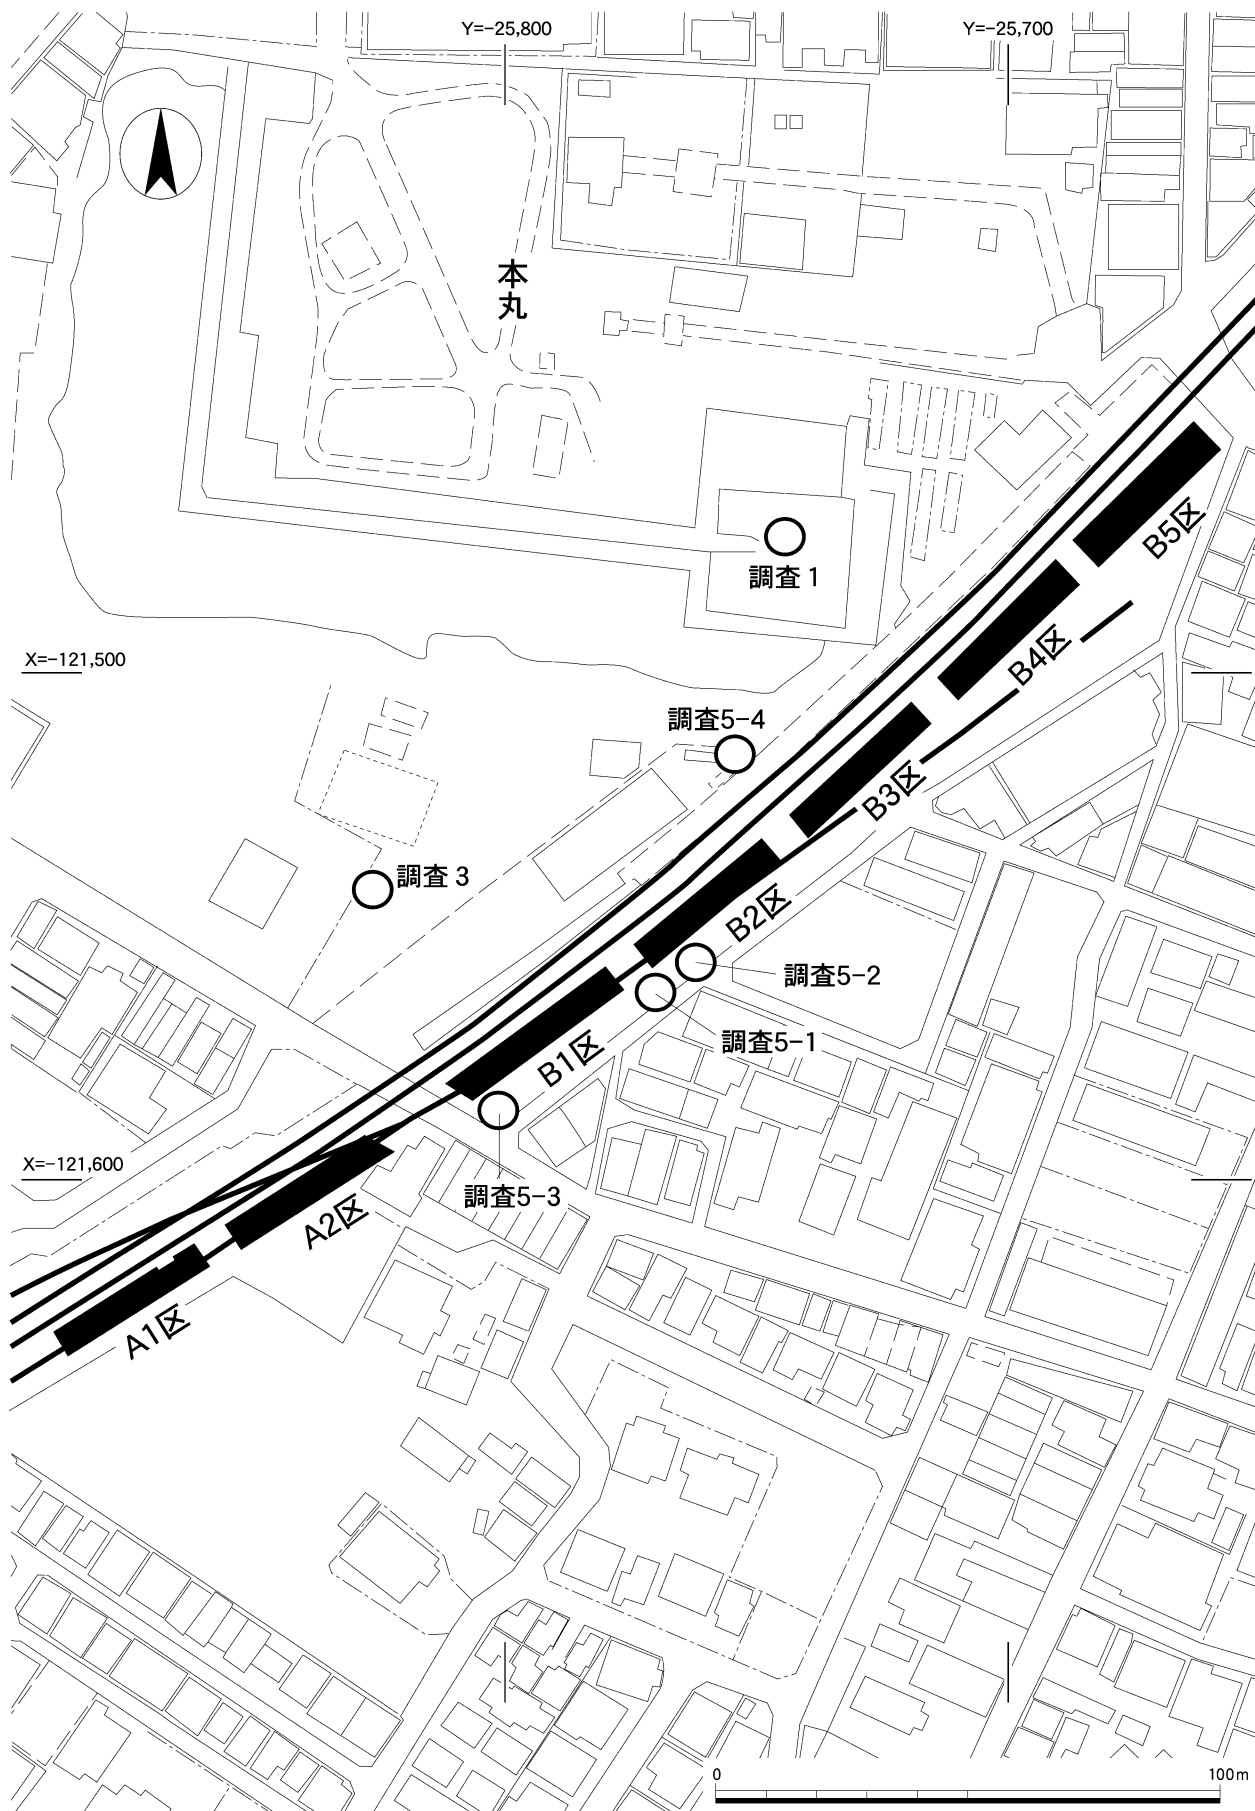 Y=-25,800
Y=-25,700
本丸
B5区
調査 1
B4区
X=-121,500
調査5-4
B3区
調査 3
B2区
調査5-2
調査5-1
B1区
X=-121,600
調査5-3
A2区
A1区
0
100m